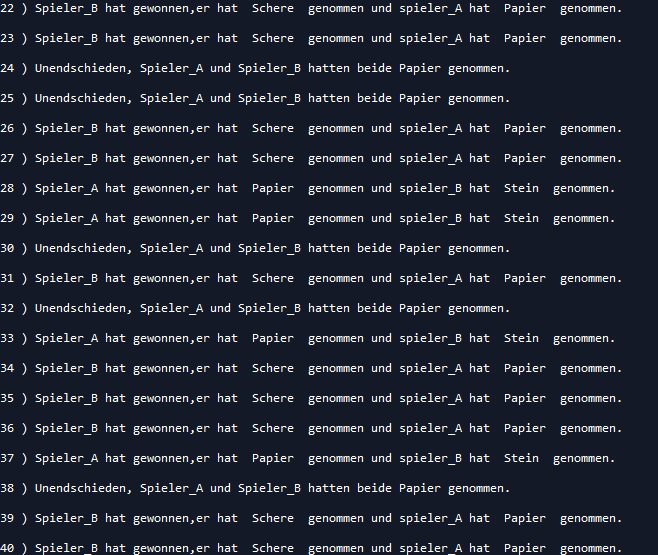 22 ) Spieler_B hat gewonnen,er hat  Schere  genommen und spieler_A hat  Papier  genommen.
23 ) Spieler_B hat gewonnen,er hat  Schere  genommen und spieler_A hat  Papier  genommen.
24 ) Unendschieden, Spieler_A und Spieler_B hatten beide Papier genommen.
25 ) Unendschieden, Spieler_A und Spieler_B hatten beide Papier genommen.
26 ) Spieler_B hat gewonnen,er hat  Schere  genommen und spieler_A hat  Papier  genommen.
27 ) Spieler_B hat gewonnen,er hat  Schere  genommen und spieler_A hat  Papier  genommen.
28 ) Spieler_A hat gewonnen,er hat  Papier  genommen und spieler_B hat  Stein  genommen.
29 ) Spieler_A hat gewonnen,er hat  Papier  genommen und spieler_B hat  Stein  genommen.
30 ) Unendschieden, Spieler_A und Spieler_B hatten beide Papier genommen.
31 ) Spieler_B hat gewonnen,er hat  Schere  genommen und spieler_A hat  Papier  genommen.
32 ) Unendschieden, Spieler_A und Spieler_B hatten beide Papier genommen.
33 ) Spieler_A hat gewonnen,er hat  Papier  genommen und spieler_B hat  Stein  genommen.
34 ) Spieler_B hat gewonnen,er hat  Schere  genommen und spieler_A hat  Papier  genommen.
35 ) Spieler_B hat gewonnen,er hat  Schere  genommen und spieler_A hat  Papier  genommen.
36 ) Spieler_B hat gewonnen,er hat  Schere  genommen und spieler_A hat  Papier  genommen.
37 ) Spieler_A hat gewonnen,er hat  Papier  genommen und spieler_B hat  Stein  genommen.
38 ) Unendschieden, Spieler_A und Spieler_B hatten beide Papier genommen.
39 ) Spieler_B hat gewonnen,er hat  Schere  genommen und spieler_A hat  Papier  genommen.
40 ) Spieler_B hat gewonnen,er hat  Schere  genommen und spieler_A hat  Papier  genommen.